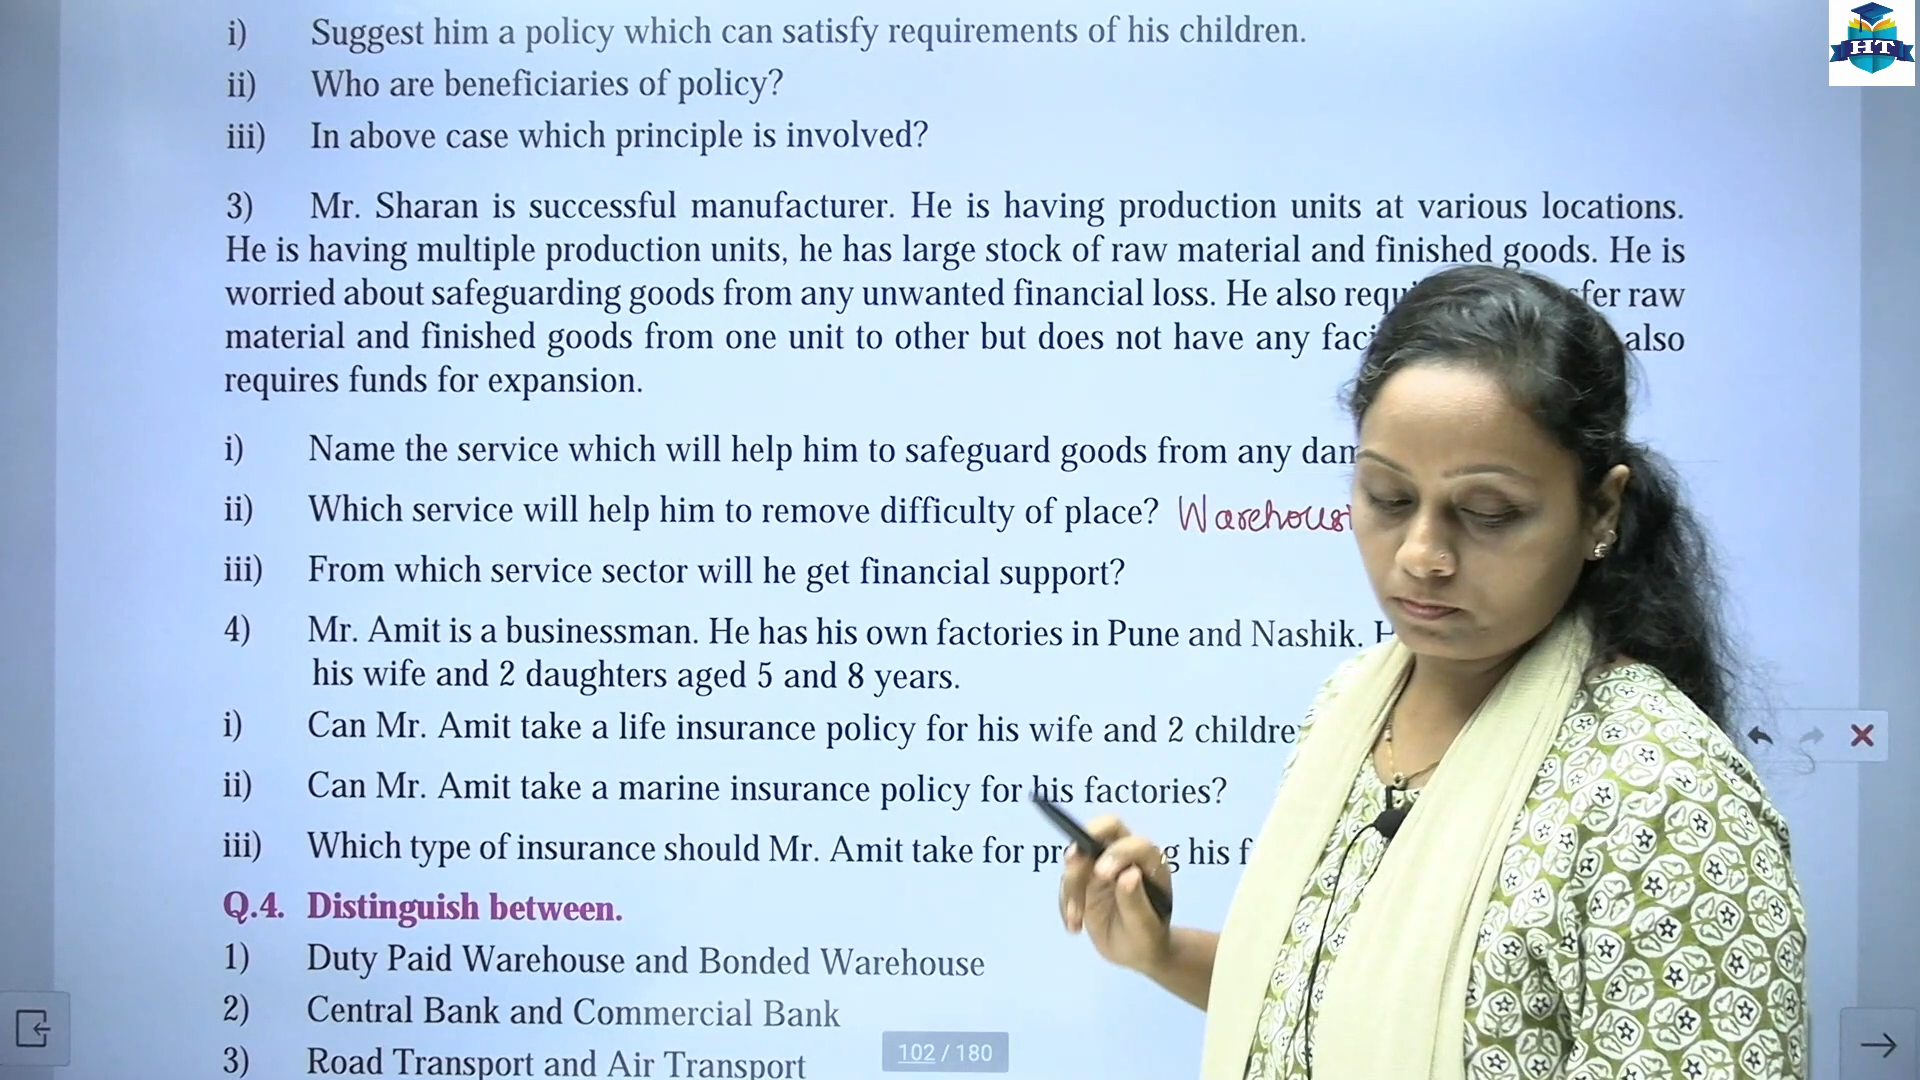 HT
i) Suggest him a policy which can satisfy requirements of his children.
ii) Who are beneficiaries of policy?
iii) In above case which principle is involved?
3) Mr. Sharan is successful manufacturer. He is having production units at various locations.
He is having multiple production units, he has large stock of raw material and finished goods. He is
worried about safeguarding goods from any unwanted financial loss. He also raw
material and finished goods from one unit to other but does not have any also
requires funds for expansion.
i) Name the service which will help him to safeguard goods from any
ii) Which service will help him to remove difficulty of place?
iii) From which service sector will he get financial support?
4) Mr. Amit is a businessman. He has his own factories in Pune and Nashik.
his wife and 2 daughters aged 5 and 8 years.
i) Can Mr. Amit take a life insurance policy for his wife and 2
ii) Can Mr. Amit take a marine insurance policy for his factories?
iii) Which type of insurance should Mr. Amit take for his
Q.4. Distinguish between.
1) Duty Paid Warehouse and Bonded Warehouse
2) Central Bank and Commercial Bank
3) Road Transport and Air Transport
102 / 180